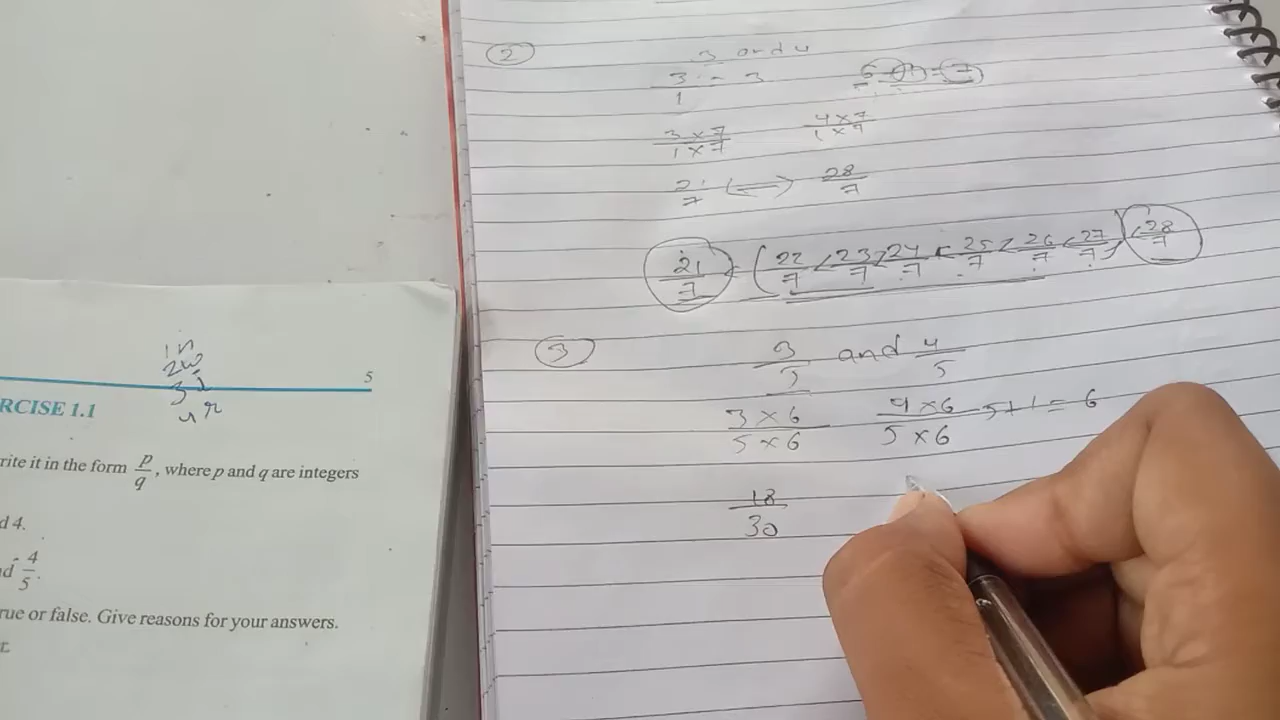 1 n
2 w
3 i
4 r
5
RCISE 1.1
rite it in the form p/q, where p and q are integers
d 4.
d 4/5.
rue or false. Give reasons for your answers.
r.
2
3 and 4
3/1 = 3
6 + 1 = 7
3 × 7 / 1 × 7
4 × 7 / 1 × 7
21/7 ⟺ 28/7
21/7 ( 22/7 < 23/7 24/7 < 25/7 < 26/7 < 27/7 ) < 28/7
3
3/5 and 4/5
3 × 6 / 5 × 6
4 × 6 / 5 × 6
5 + 1 = 6
18/30